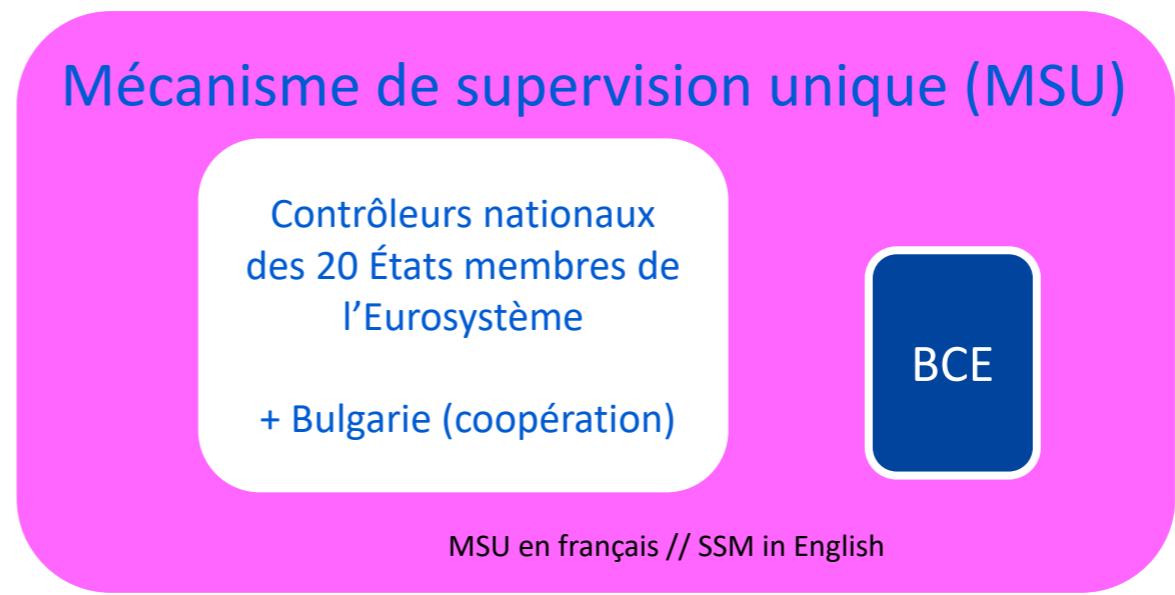 Mécanisme de supervision unique (MSU)
Contrôleurs nationaux
des 20 États membres de
l’Eurosystème
+ Bulgarie (coopération)
BCE
MSU en français // SSM in English